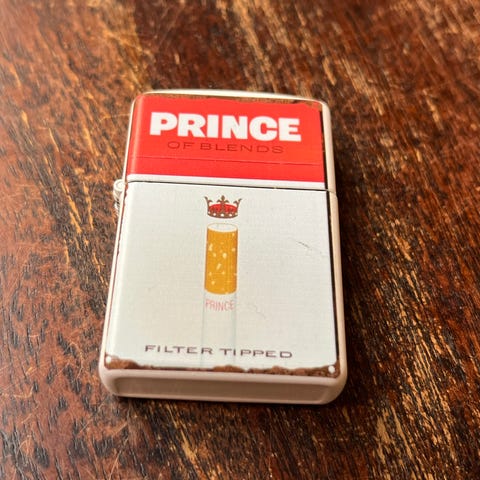 PRINCE
OF BLENDS
PRINCE
FILTER TIPPED